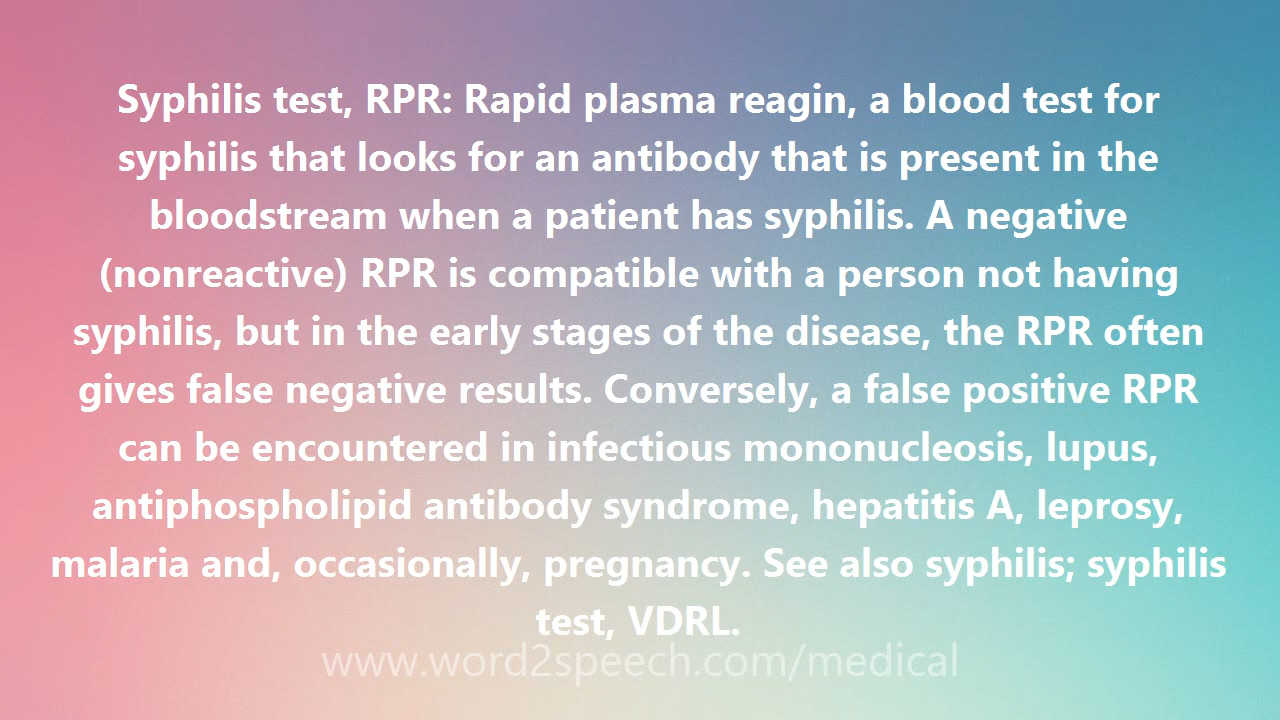 Syphilis test, RPR: Rapid plasma reagin, a blood test for
syphilis that looks for an antibody that is present in the
bloodstream when a patient has syphilis. A negative
(nonreactive) RPR is compatible with a person not having
syphilis, but in the early stages of the disease, the RPR often
gives false negative results. Conversely, a false positive RPR
can be encountered in infectious mononucleosis, lupus,
antiphospholipid antibody syndrome, hepatitis A, leprosy,
malaria and, occasionally, pregnancy. See also syphilis; syphilis
test, VDRL.
www.word2speech.com/medical